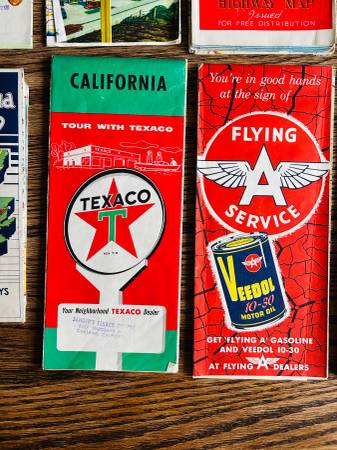 HIGHWAY MAP
Issued
FOR FREE DISTRIBUTION
CALIFORNIA
TOUR WITH TEXACO
TEXACO
T
Your Neighborhood TEXACO Dealer
You're in good hands
at the sign of
FLYING
A
SERVICE
VEEDOL
10-30
MOTOR OIL
GET 'FLYING A' GASOLINE
AND VEEDOL 10-30
AT FLYING A DEALERS